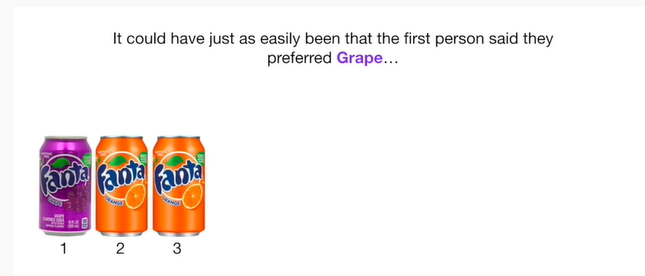 It could have just as easily been that the first person said they
preferred Grape…
Fanta Fanta Fanta
ORANGE ORANGE
1 2 3